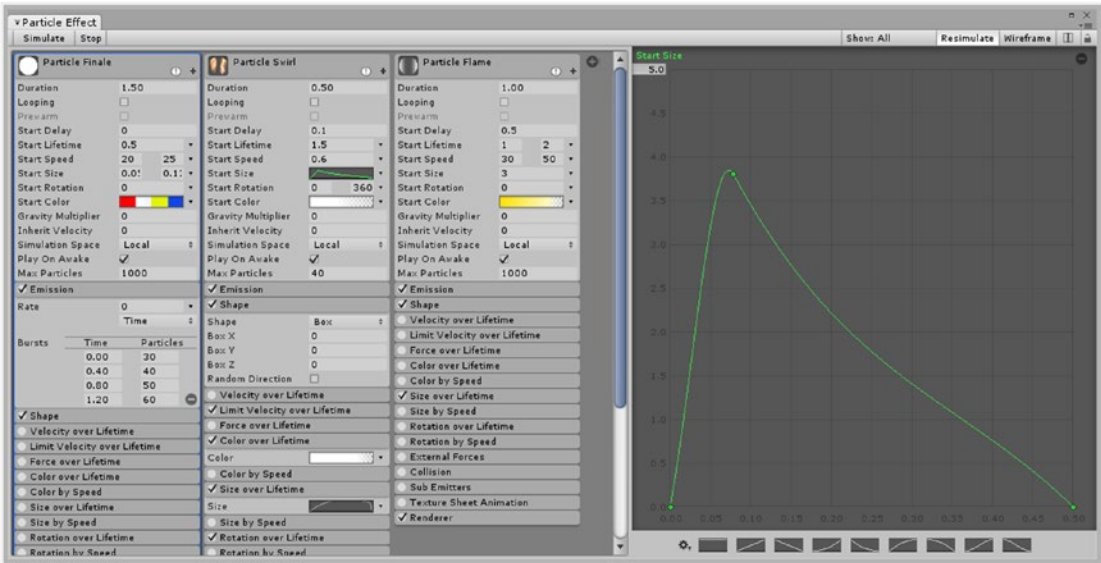 Particle Effect
Simulate Stop
Show: All Resimulate Wireframe
Particle Finale
Duration 1.50
Looping
Prewarm
Start Delay 0
Start Lifetime 0.5
Start Speed 20 25
Start Size
Start Rotation 0
Start Color
Gravity Multiplier 0
Inherit Velocity 0
Simulation Space Local
Play On Awake
Max Particles 1000
Emission
Rate 0
Time
Bursts Time Particles
0.00 30
0.40 40
0.80 50
1.20 60
Shape
Velocity over Lifetime
Limit Velocity over Lifetime
Force over Lifetime
Color over Lifetime
Color by Speed
Size over Lifetime
Size by Speed
Rotation over Lifetime
Rotation by Speed
Particle Swirl
Duration 0.50
Looping
Prewarm
Start Delay 0.1
Start Lifetime 1.5
Start Speed 0.6
Start Size
Start Rotation 0 360
Start Color
Gravity Multiplier 0
Inherit Velocity 0
Simulation Space Local
Play On Awake
Max Particles 40
Emission
Shape
Shape Box
Box X 0
Box Y 0
Box Z 0
Random Direction
Velocity over Lifetime
Limit Velocity over Lifetime
Force over Lifetime
Color over Lifetime
Color
Color by Speed
Size over Lifetime
Size
Size by Speed
Rotation over Lifetime
Rotation by Speed
Particle Flame
Duration 1.00
Looping
Prewarm
Start Delay 0.5
Start Lifetime 1 2
Start Speed 30 50
Start Size 3
Start Rotation 0
Start Color
Gravity Multiplier 0
Inherit Velocity 0
Simulation Space Local
Play On Awake
Max Particles 1000
Emission
Shape
Velocity over Lifetime
Limit Velocity over Lifetime
Force over Lifetime
Color over Lifetime
Color by Speed
Size over Lifetime
Size by Speed
Rotation over Lifetime
Rotation by Speed
External Forces
Collision
Sub Emitters
Texture Sheet Animation
Renderer
Start Size
5.0
4.5
4.0
3.5
3.0
2.5
2.0
1.5
1.0
0.5
0.0
0.00 0.05 0.10 0.15 0.20 0.25 0.30 0.35 0.40 0.45 0.50